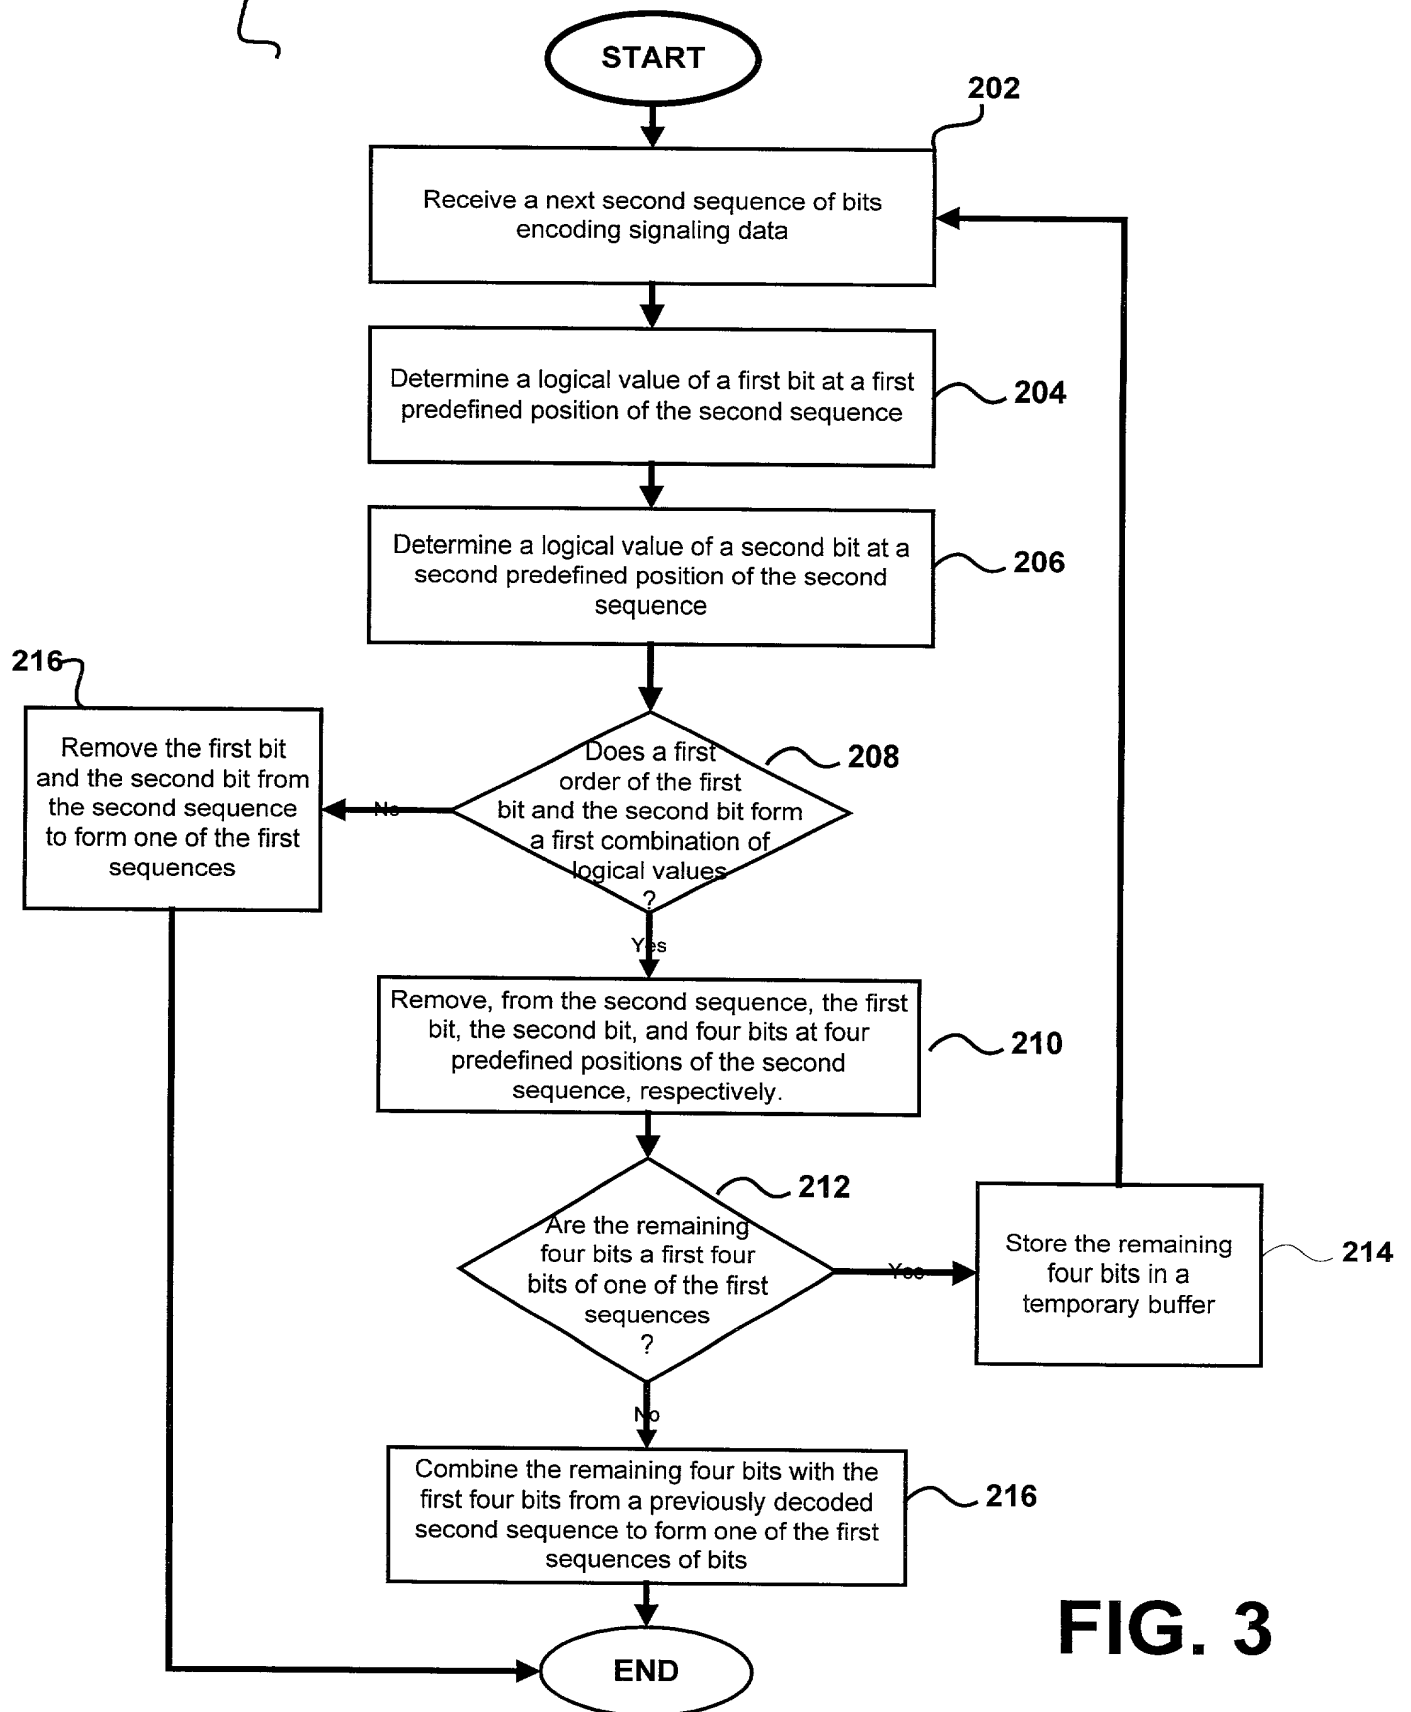 START
202
Receive a next second sequence of bits
encoding signaling data
Determine a logical value of a first bit at a first
predefined position of the second sequence
204
Determine a logical value of a second bit at a
second predefined position of the second
sequence
206
216
Remove the first bit
and the second bit from
the second sequence
to form one of the first
sequences
No
Does a first
order of the first
bit and the second bit form
a first combination of
logical values
?
208
Yes
Remove, from the second sequence, the first
bit, the second bit, and four bits at four
predefined positions of the second
sequence, respectively.
210
212
Are the remaining
four bits a first four
bits of one of the first
sequences
?
Yes
Store the remaining
four bits in a
temporary buffer
214
No
Combine the remaining four bits with the
first four bits from a previously decoded
second sequence to form one of the first
sequences of bits
216
FIG. 3
END